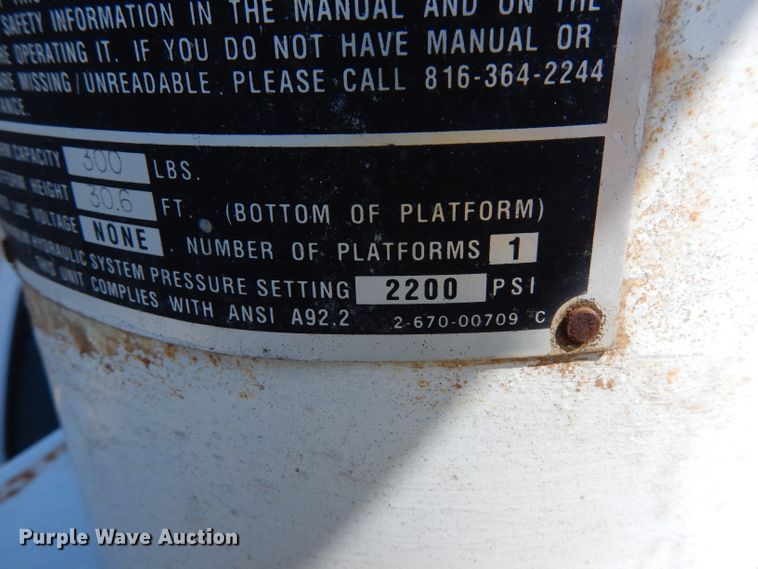 SAFETY INFORMATION IN THE MANUAL AND ON THE
OPERATING IT. IF YOU DO NOT HAVE MANUAL OR
MISSING/UNREADABLE. PLEASE CALL 816-364-2244
CAPACITY 300 LBS.
HEIGHT 30.6 FT. (BOTTOM OF PLATFORM)
LINE VOLTAGE NONE. NUMBER OF PLATFORMS 1
HYDRAULIC SYSTEM PRESSURE SETTING 2200 PSI
THIS UNIT COMPLIES WITH ANSI A92.2 2-670-00709 C
Purple Wave Auction